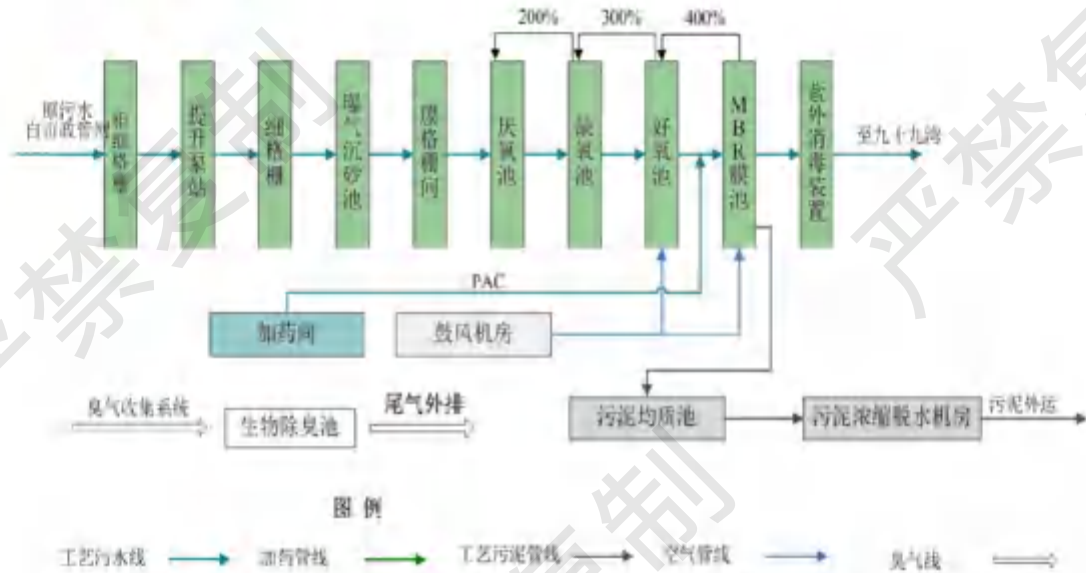 200%
300%
400%
原污水
自市政管网
粗细格栅
提升泵站
细格栅
曝气沉砂池
膜格栅间
厌氧池
缺氧池
好氧池
MBR膜池
紫外消毒装置
至九十九湾
PAC
加药间
鼓风机房
臭气收集系统
生物除臭池
尾气外排
污泥均质池
污泥浓缩脱水机房
污泥外运
图 例
工艺污水线
加药管线
工艺污泥管线
空气管线
臭气线
严禁复制
严禁复
复制